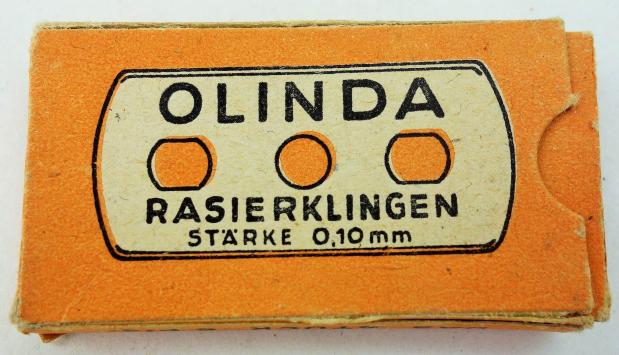 OLINDA
RASIERKLINGEN
STÄRKE 0,10mm